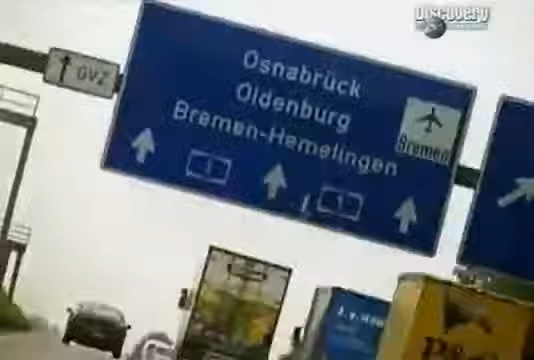 Discovery
GVZ
Osnabrück
Oldenburg
Bremen-Hemelingen
Bremen
1
1